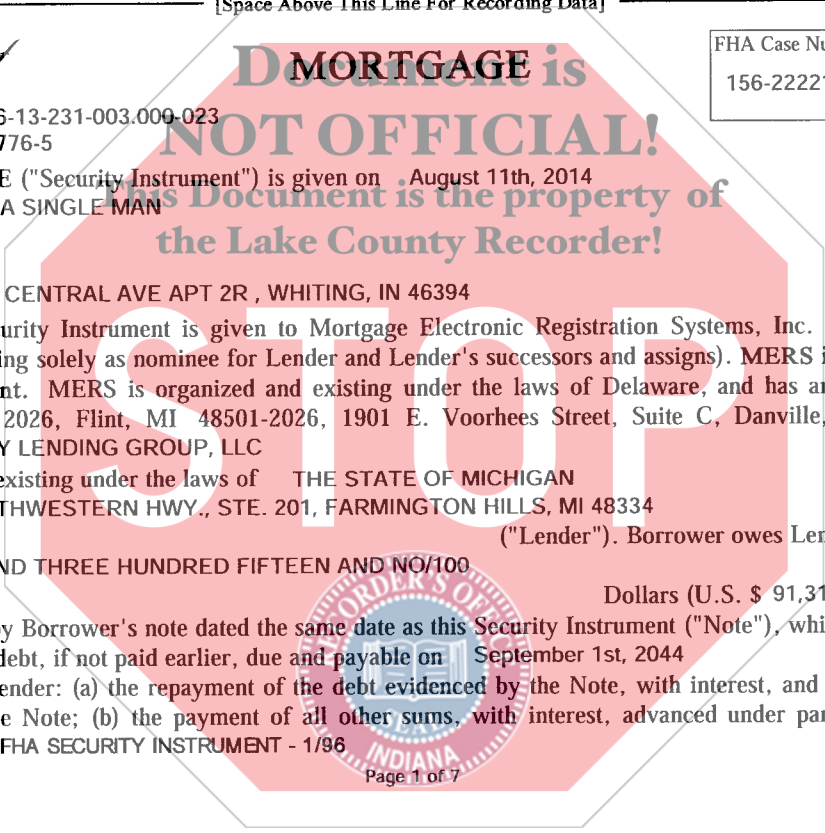 [Space Above This Line For Recording Data]
Document is
MORTGAGE
FHA Case Nu
156-2222
6-13-231-003.000-023
NOT OFFICIAL!
776-5
E ("Security Instrument") is given on August 11th, 2014
This Document is the property of
A SINGLE MAN
the Lake County Recorder!
CENTRAL AVE APT 2R , WHITING, IN 46394
urity Instrument is given to Mortgage Electronic Registration Systems, Inc.
ing solely as nominee for Lender and Lender's successors and assigns). MERS i
nt. MERS is organized and existing under the laws of Delaware, and has a
2026, Flint, MI 48501-2026, 1901 E. Voorhees Street, Suite C, Danville,
STOP
Y LENDING GROUP, LLC
existing under the laws of THE STATE OF MICHIGAN
THWESTERN HWY., STE. 201, FARMINGTON HILLS, MI 48334
("Lender"). Borrower owes Len
ND THREE HUNDRED FIFTEEN AND NO/100
Dollars (U.S. $ 91,31
y Borrower's note dated the same date as this Security Instrument ("Note"), whi
debt, if not paid earlier, due and payable on September 1st, 2044
ender: (a) the repayment of the debt evidenced by the Note, with interest, and
e Note; (b) the payment of all other sums, with interest, advanced under par
FHA SECURITY INSTRUMENT - 1/96
RECORDER'S OFFICE
SEAL
INDIANA
Page 1 of 7